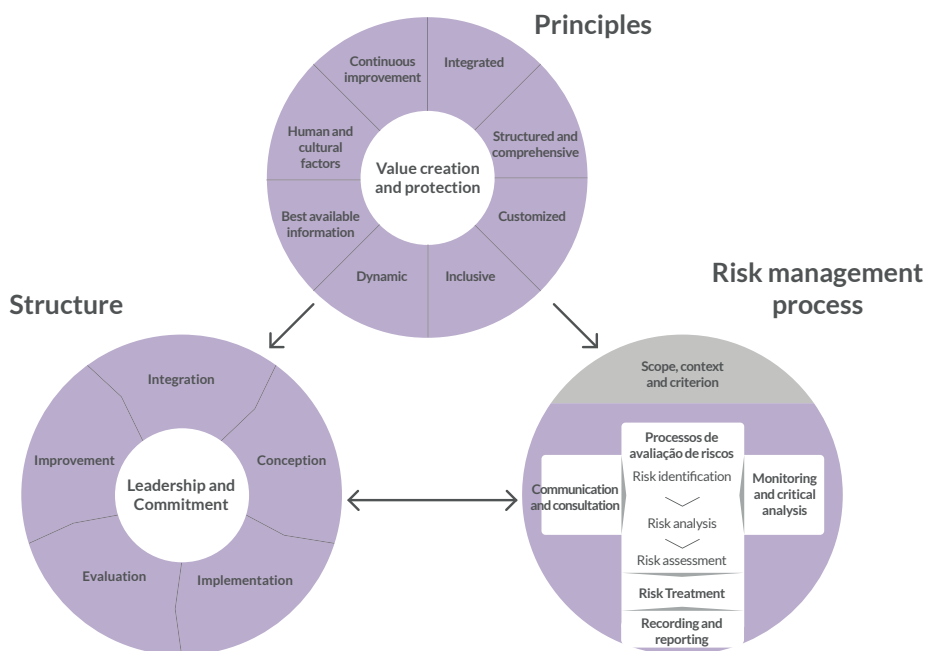 Principles
Continuous
improvement
Integrated
Human and
cultural
factors
Structured and
comprehensive
Value creation
and protection
Best available
information
Customized
Dynamic
Inclusive
Structure
Risk management
process
Integration
Improvement
Conception
Leadership and
Commitment
Evaluation
Implementation
Scope, context
and criterion
Processos de
avaliação de riscos
Risk identification
Communication
and consultation
Monitoring
and critical
analysis
Risk analysis
Risk assessment
Risk Treatment
Recording and
reporting